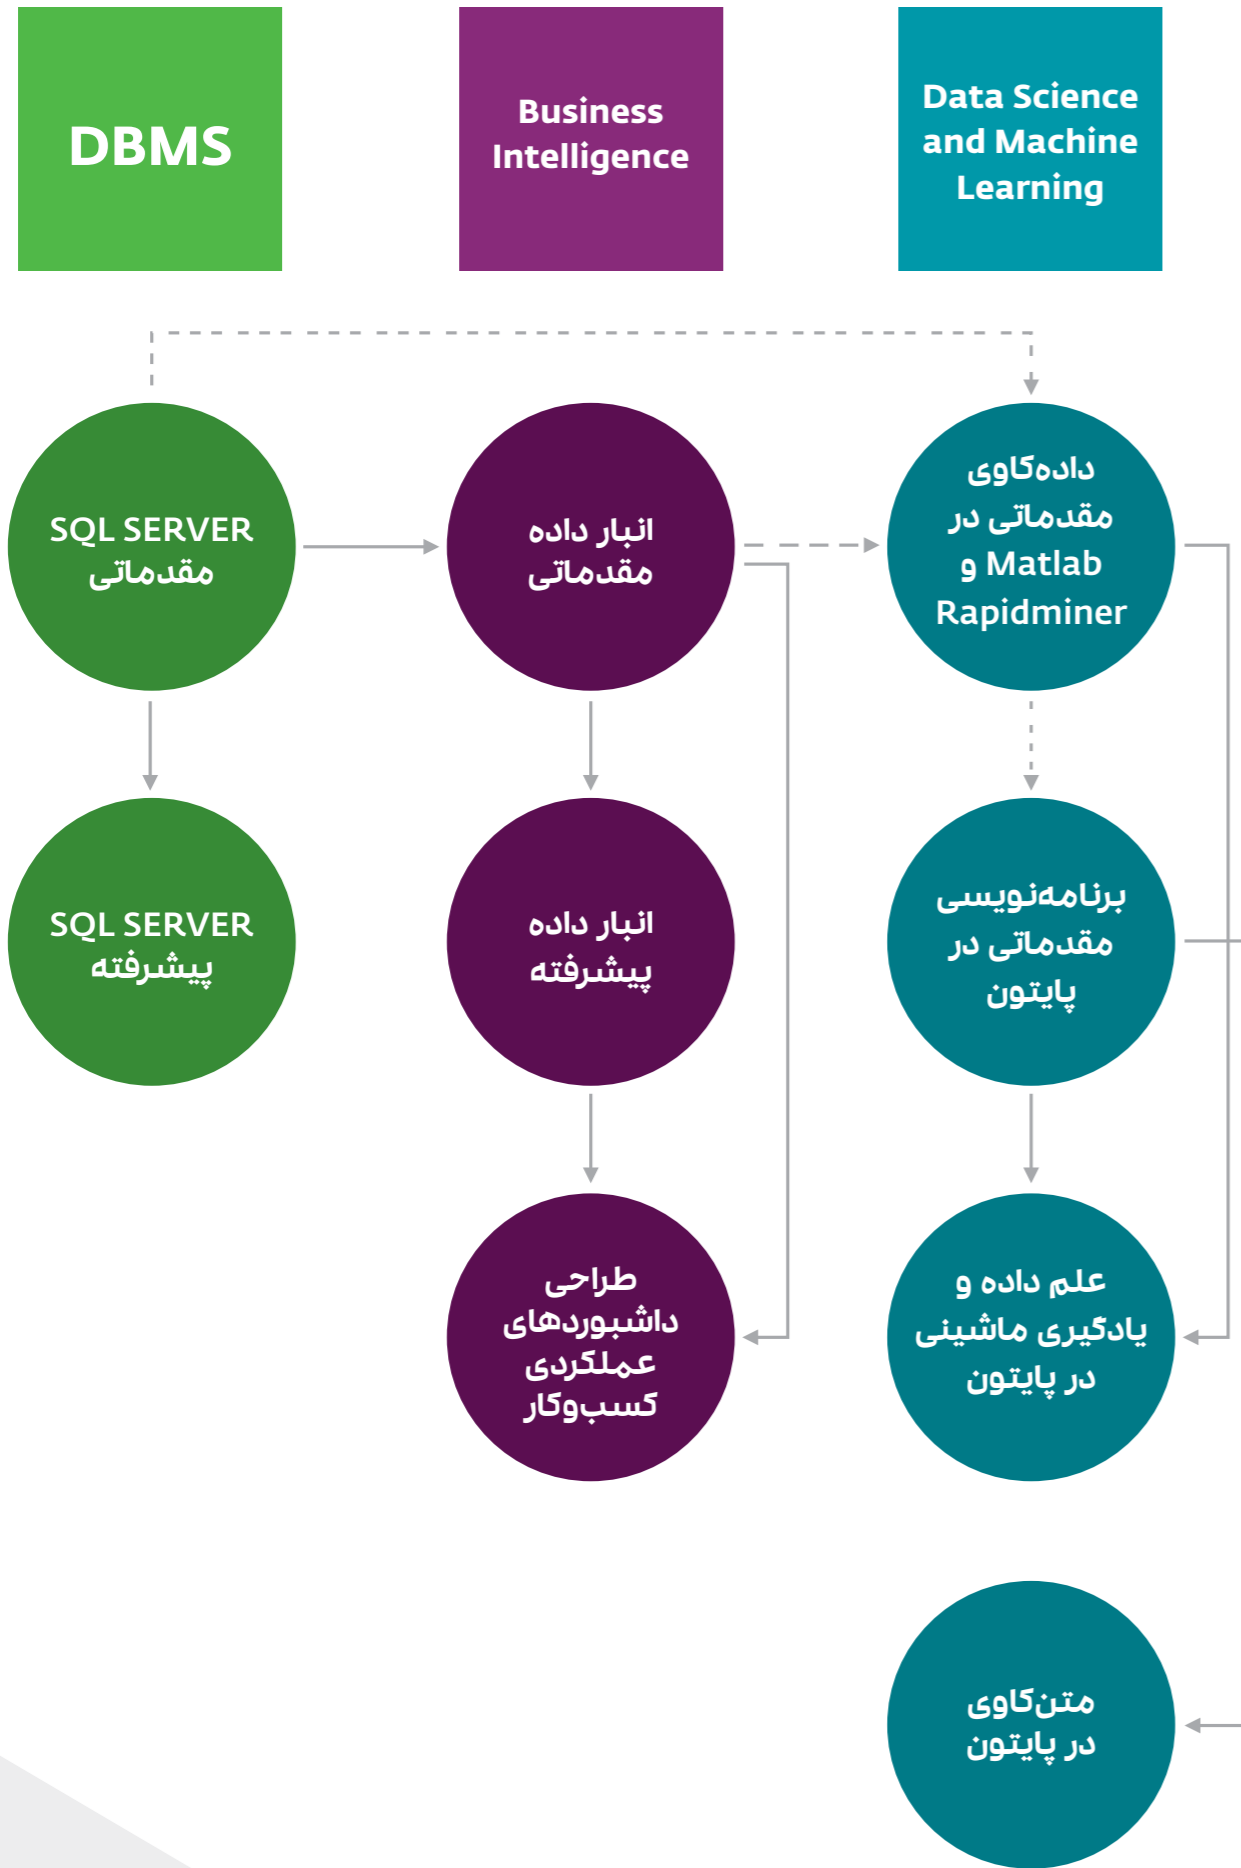 DBMS
Business
Intelligence
Data Science
and Machine
Learning
SQL SERVER
مقدماتی
انبار داده
مقدماتی
داده‌کاوی
مقدماتی در
Matlab و
Rapidminer
SQL SERVER
پیشرفته
انبار داده
پیشرفته
برنامه‌نویسی
مقدماتی در
پایتون
طراحی
داشبوردهای
عملکردی
کسب‌وکار
علم داده و
یادگیری ماشینی
در پایتون
متن‌کاوی
در پایتون